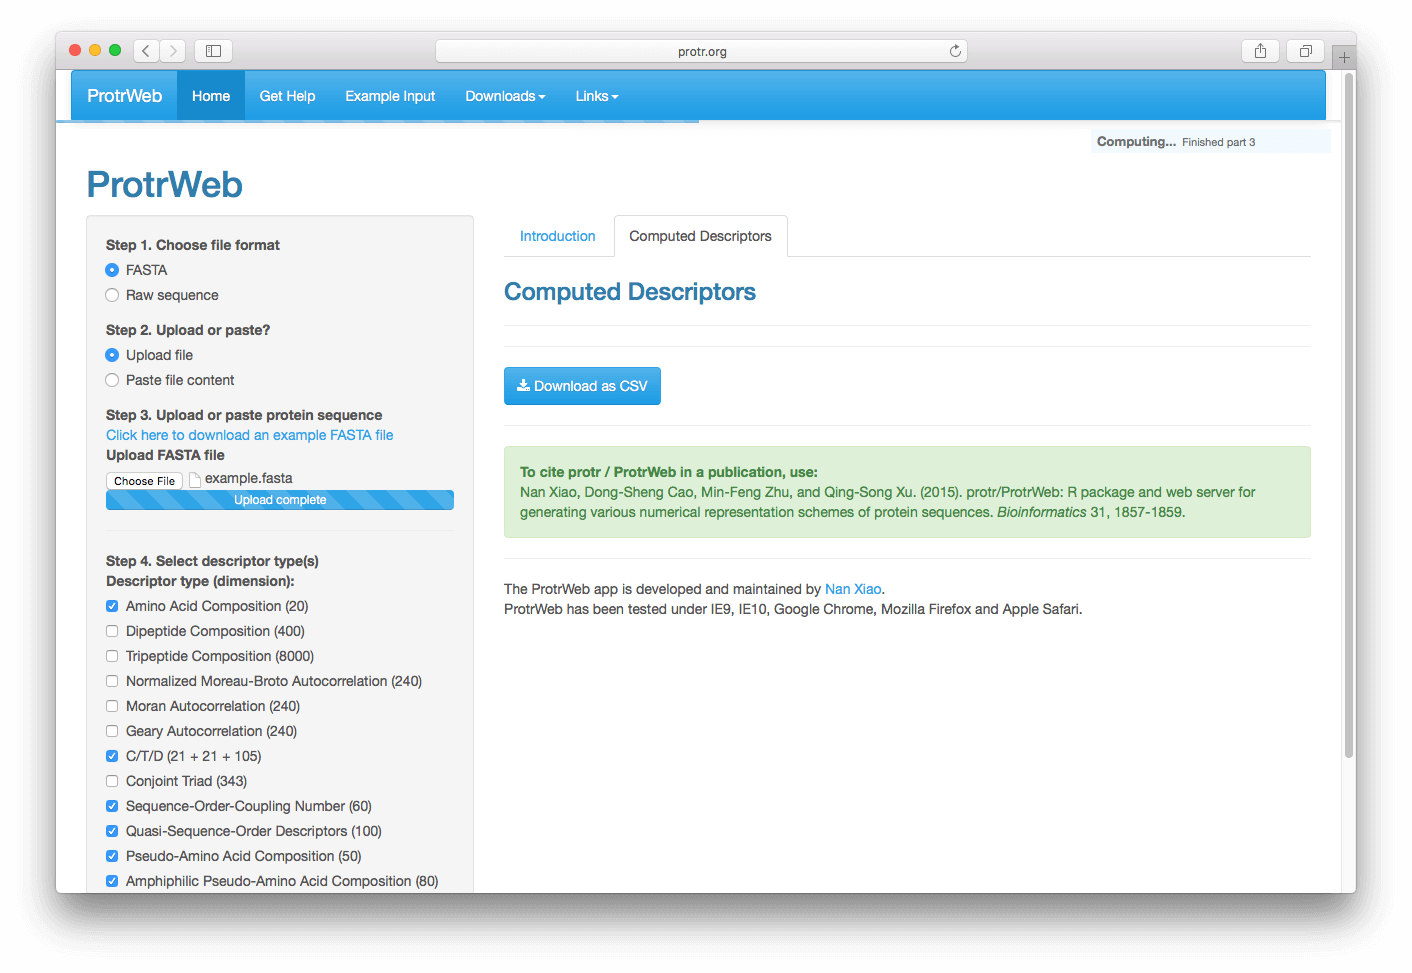 protr.org
ProtrWeb Home Get Help Example Input Downloads Links
Computing... Finished part 3
ProtrWeb
Step 1. Choose file format
FASTA
Raw sequence
Step 2. Upload or paste?
Upload file
Paste file content
Step 3. Upload or paste protein sequence
Click here to download an example FASTA file
Upload FASTA file
Choose File example.fasta
Upload complete
Step 4. Select descriptor type(s)
Descriptor type (dimension):
Amino Acid Composition (20)
Dipeptide Composition (400)
Tripeptide Composition (8000)
Normalized Moreau-Broto Autocorrelation (240)
Moran Autocorrelation (240)
Geary Autocorrelation (240)
C/T/D (21 + 21 + 105)
Conjoint Triad (343)
Sequence-Order-Coupling Number (60)
Quasi-Sequence-Order Descriptors (100)
Pseudo-Amino Acid Composition (50)
Amphiphilic Pseudo-Amino Acid Composition (80)
Introduction Computed Descriptors
Computed Descriptors
Download as CSV
To cite protr / ProtrWeb in a publication, use:
Nan Xiao, Dong-Sheng Cao, Min-Feng Zhu, and Qing-Song Xu. (2015). protr/ProtrWeb: R package and web server for
generating various numerical representation schemes of protein sequences. Bioinformatics 31, 1857-1859.
The ProtrWeb app is developed and maintained by Nan Xiao.
ProtrWeb has been tested under IE9, IE10, Google Chrome, Mozilla Firefox and Apple Safari.